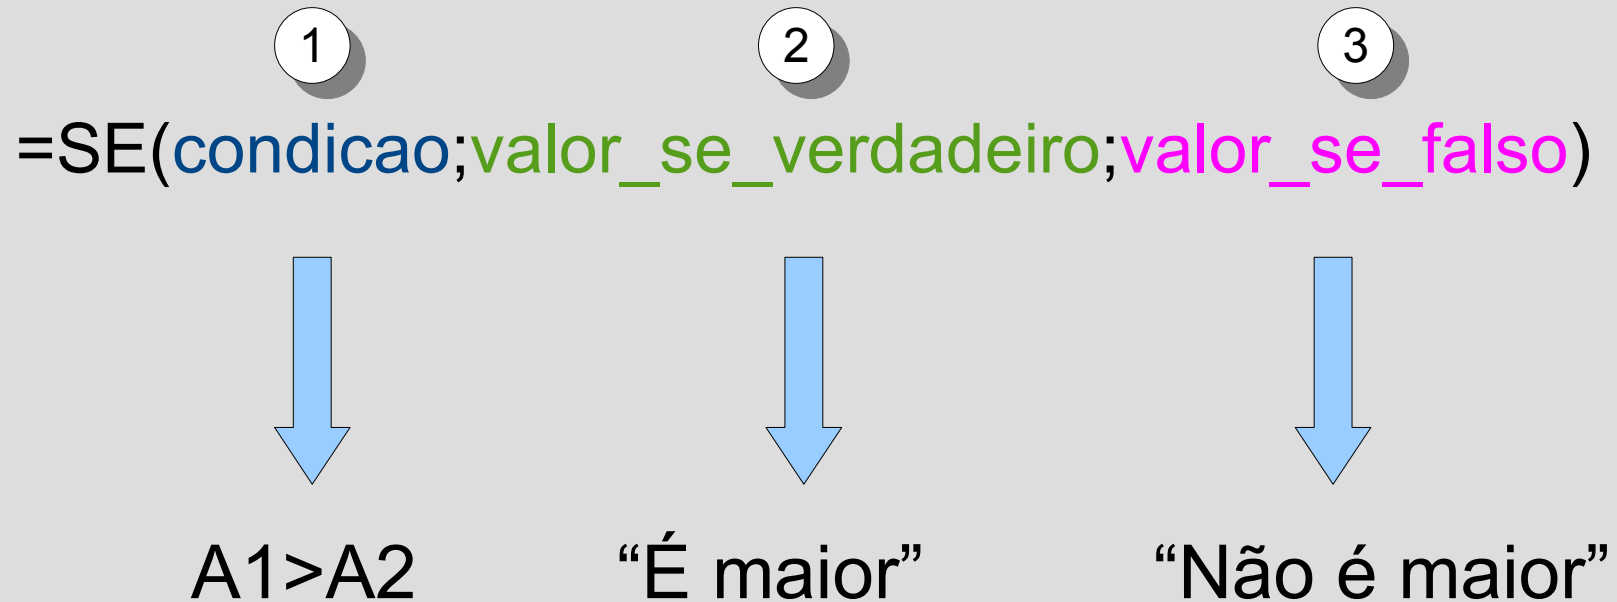 1 2 3
=SE(condicao;valor_se_verdadeiro;valor_se_falso)
A1>A2 “É maior” “Não é maior”